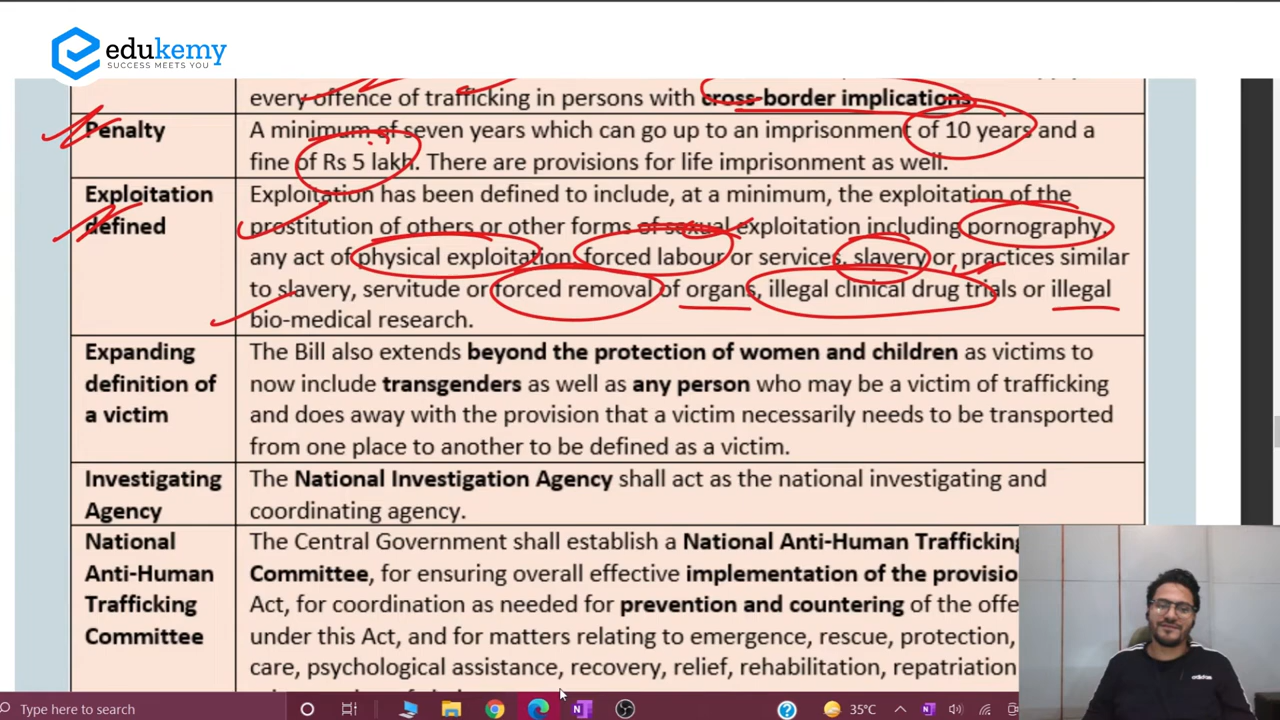 edukemy
SUCCESS MEETS YOU
every offence of trafficking in persons with cross-border implications.
Penalty
A minimum of seven years which can go up to an imprisonment of 10 years and a
fine of Rs 5 lakh. There are provisions for life imprisonment as well.
Exploitation
defined
Exploitation has been defined to include, at a minimum, the exploitation of the
prostitution of others or other forms of sexual exploitation including pornography,
any act of physical exploitation, forced labour or services, slavery or practices similar
to slavery, servitude or forced removal of organs, illegal clinical drug trials or illegal
bio-medical research.
Expanding
definition of
a victim
The Bill also extends beyond the protection of women and children as victims to
now include transgenders as well as any person who may be a victim of trafficking
and does away with the provision that a victim necessarily needs to be transported
from one place to another to be defined as a victim.
Investigating
Agency
The National Investigation Agency shall act as the national investigating and
coordinating agency.
National
Anti-Human
Trafficking
Committee
The Central Government shall establish a National Anti-Human Trafficking
Committee, for ensuring overall effective implementation of the provisio
Act, for coordination as needed for prevention and countering of the offe
under this Act, and for matters relating to emergence, rescue, protection,
care, psychological assistance, recovery, relief, rehabilitation, repatriation
adidas
Type here to search
35°C